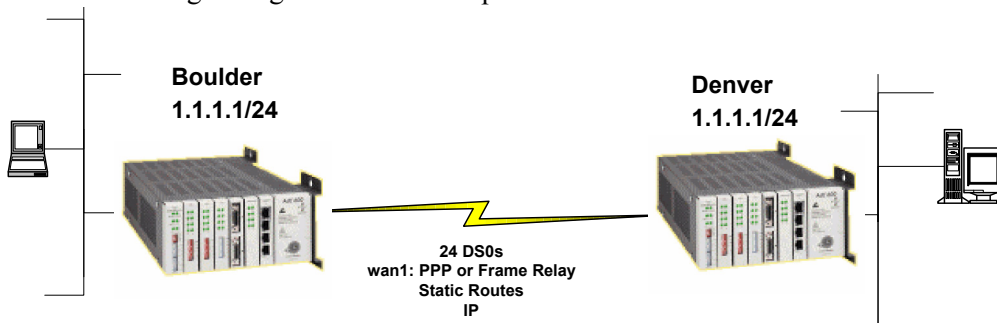 Boulder
1.1.1.1/24
Denver
1.1.1.1/24
24 DS0s
wan1: PPP or Frame Relay
Static Routes
IP